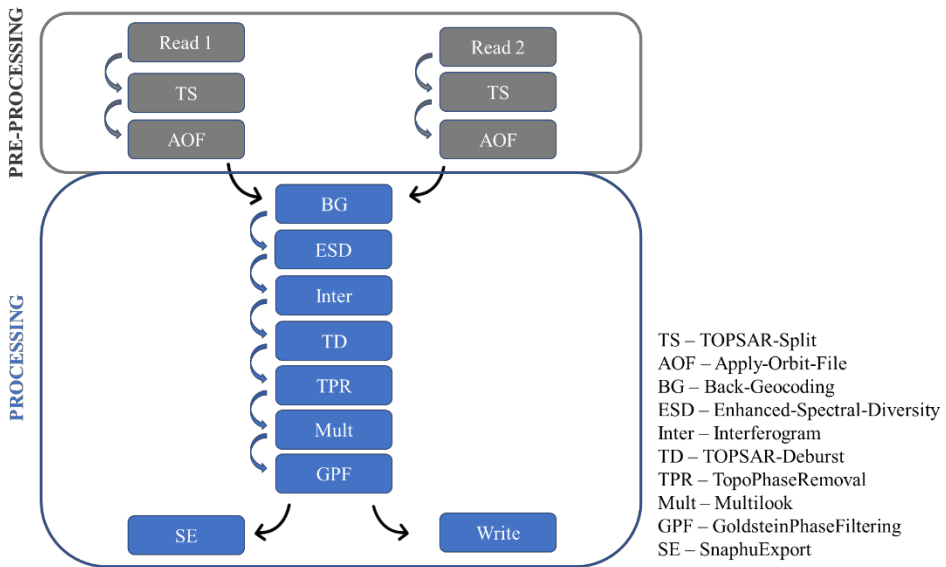 PRE-PROCESSING
Read 1
Read 2
TS
TS
AOF
AOF
PROCESSING
BG
ESD
Inter
TD
TPR
Mult
GPF
SE
Write
TS – TOPSAR-Split
AOF – Apply-Orbit-File
BG – Back-Geocoding
ESD – Enhanced-Spectral-Diversity
Inter – Interferogram
TD – TOPSAR-Deburst
TPR – TopoPhaseRemoval
Mult – Multilook
GPF – GoldsteinPhaseFiltering
SE – SnaphuExport